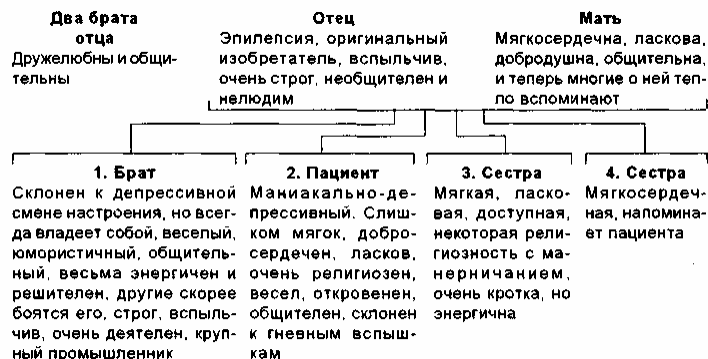 Два брата
отца
Дружелюбны и общи-
тельны
Отец
Эпилепсия, оригинальный
изобретатель, вспыльчив,
очень строг, необщителен и
нелюдим
Мать
Мягкосердечна, ласкова,
добродушна, общительна,
и теперь многие о ней теп-
ло вспоминают
1. Брат
Склонен к депрессивной
смене настроения, но всег-
да владеет собой, веселый,
юмористичный, общитель-
ный, весьма энергичен и
решителен, другие скорее
боятся его, строг, вспыль-
чив, очень деятелен, круп-
ный промышленник
2. Пациент
Маниакально-де-
прессивный. Слиш-
ком мягок, добро-
сердечен, ласков,
очень религиозен,
весел, откровенен,
общителен, склонен
к гневным вспыш-
кам
3. Сестра
Мягкая, ласко-
вая, доступная,
некоторая рели-
гиозность с ма-
нерничанием,
очень кротка, но
энергична
4. Сестра
Мягкосердеч-
ная, напомина-
ет пациента